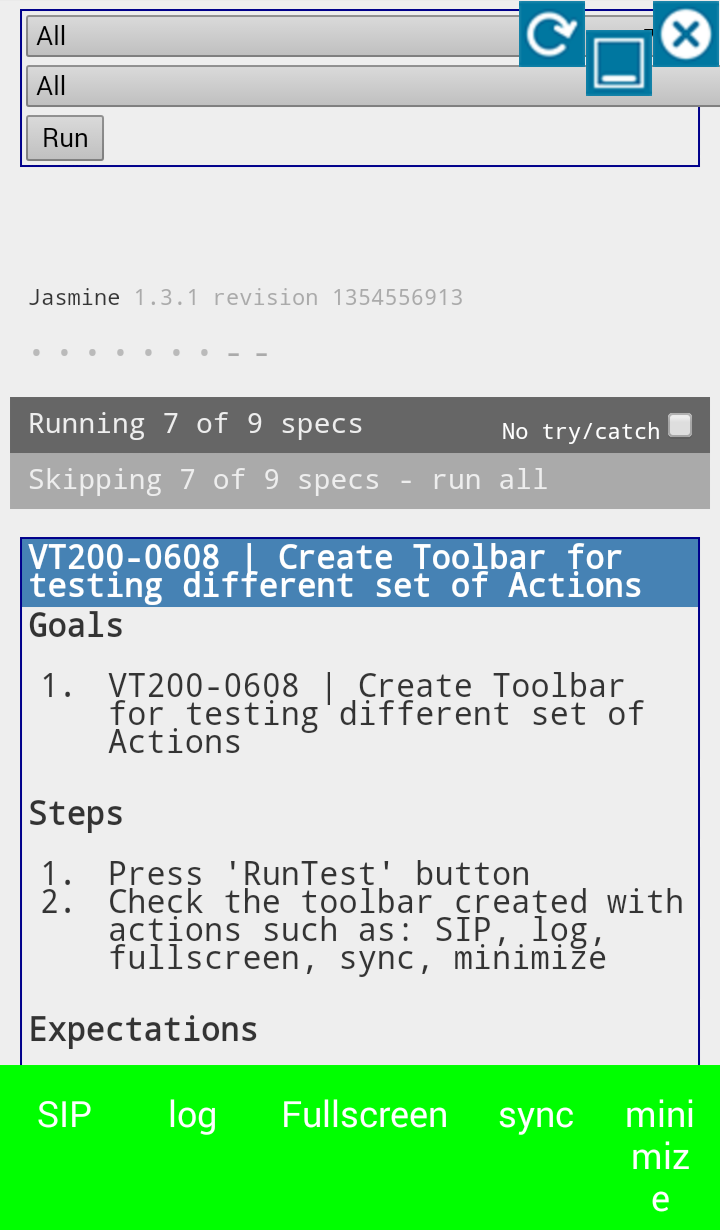 All
All
Run
Jasmine 1.3.1 revision 1354556913
• • • • • • • - -
Running 7 of 9 specs
No try/catch
Skipping 7 of 9 specs - run all
VT200-0608 | Create Toolbar for
testing different set of Actions
Goals
1. VT200-0608 | Create Toolbar
for testing different set of
Actions
Steps
1. Press 'RunTest' button
2. Check the toolbar created with
actions such as: SIP, log,
fullscreen, sync, minimize
Expectations
SIP log Fullscreen sync mini
miz
e